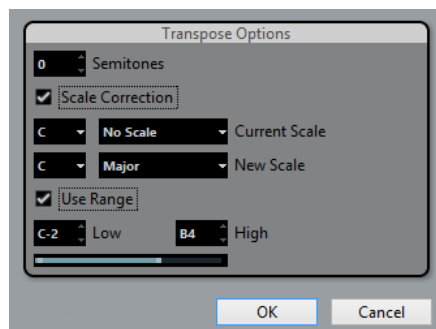 Transpose Options
0 Semitones
Scale Correction
C No Scale Current Scale
C Major New Scale
Use Range
C-2 Low B4 High
OK Cancel